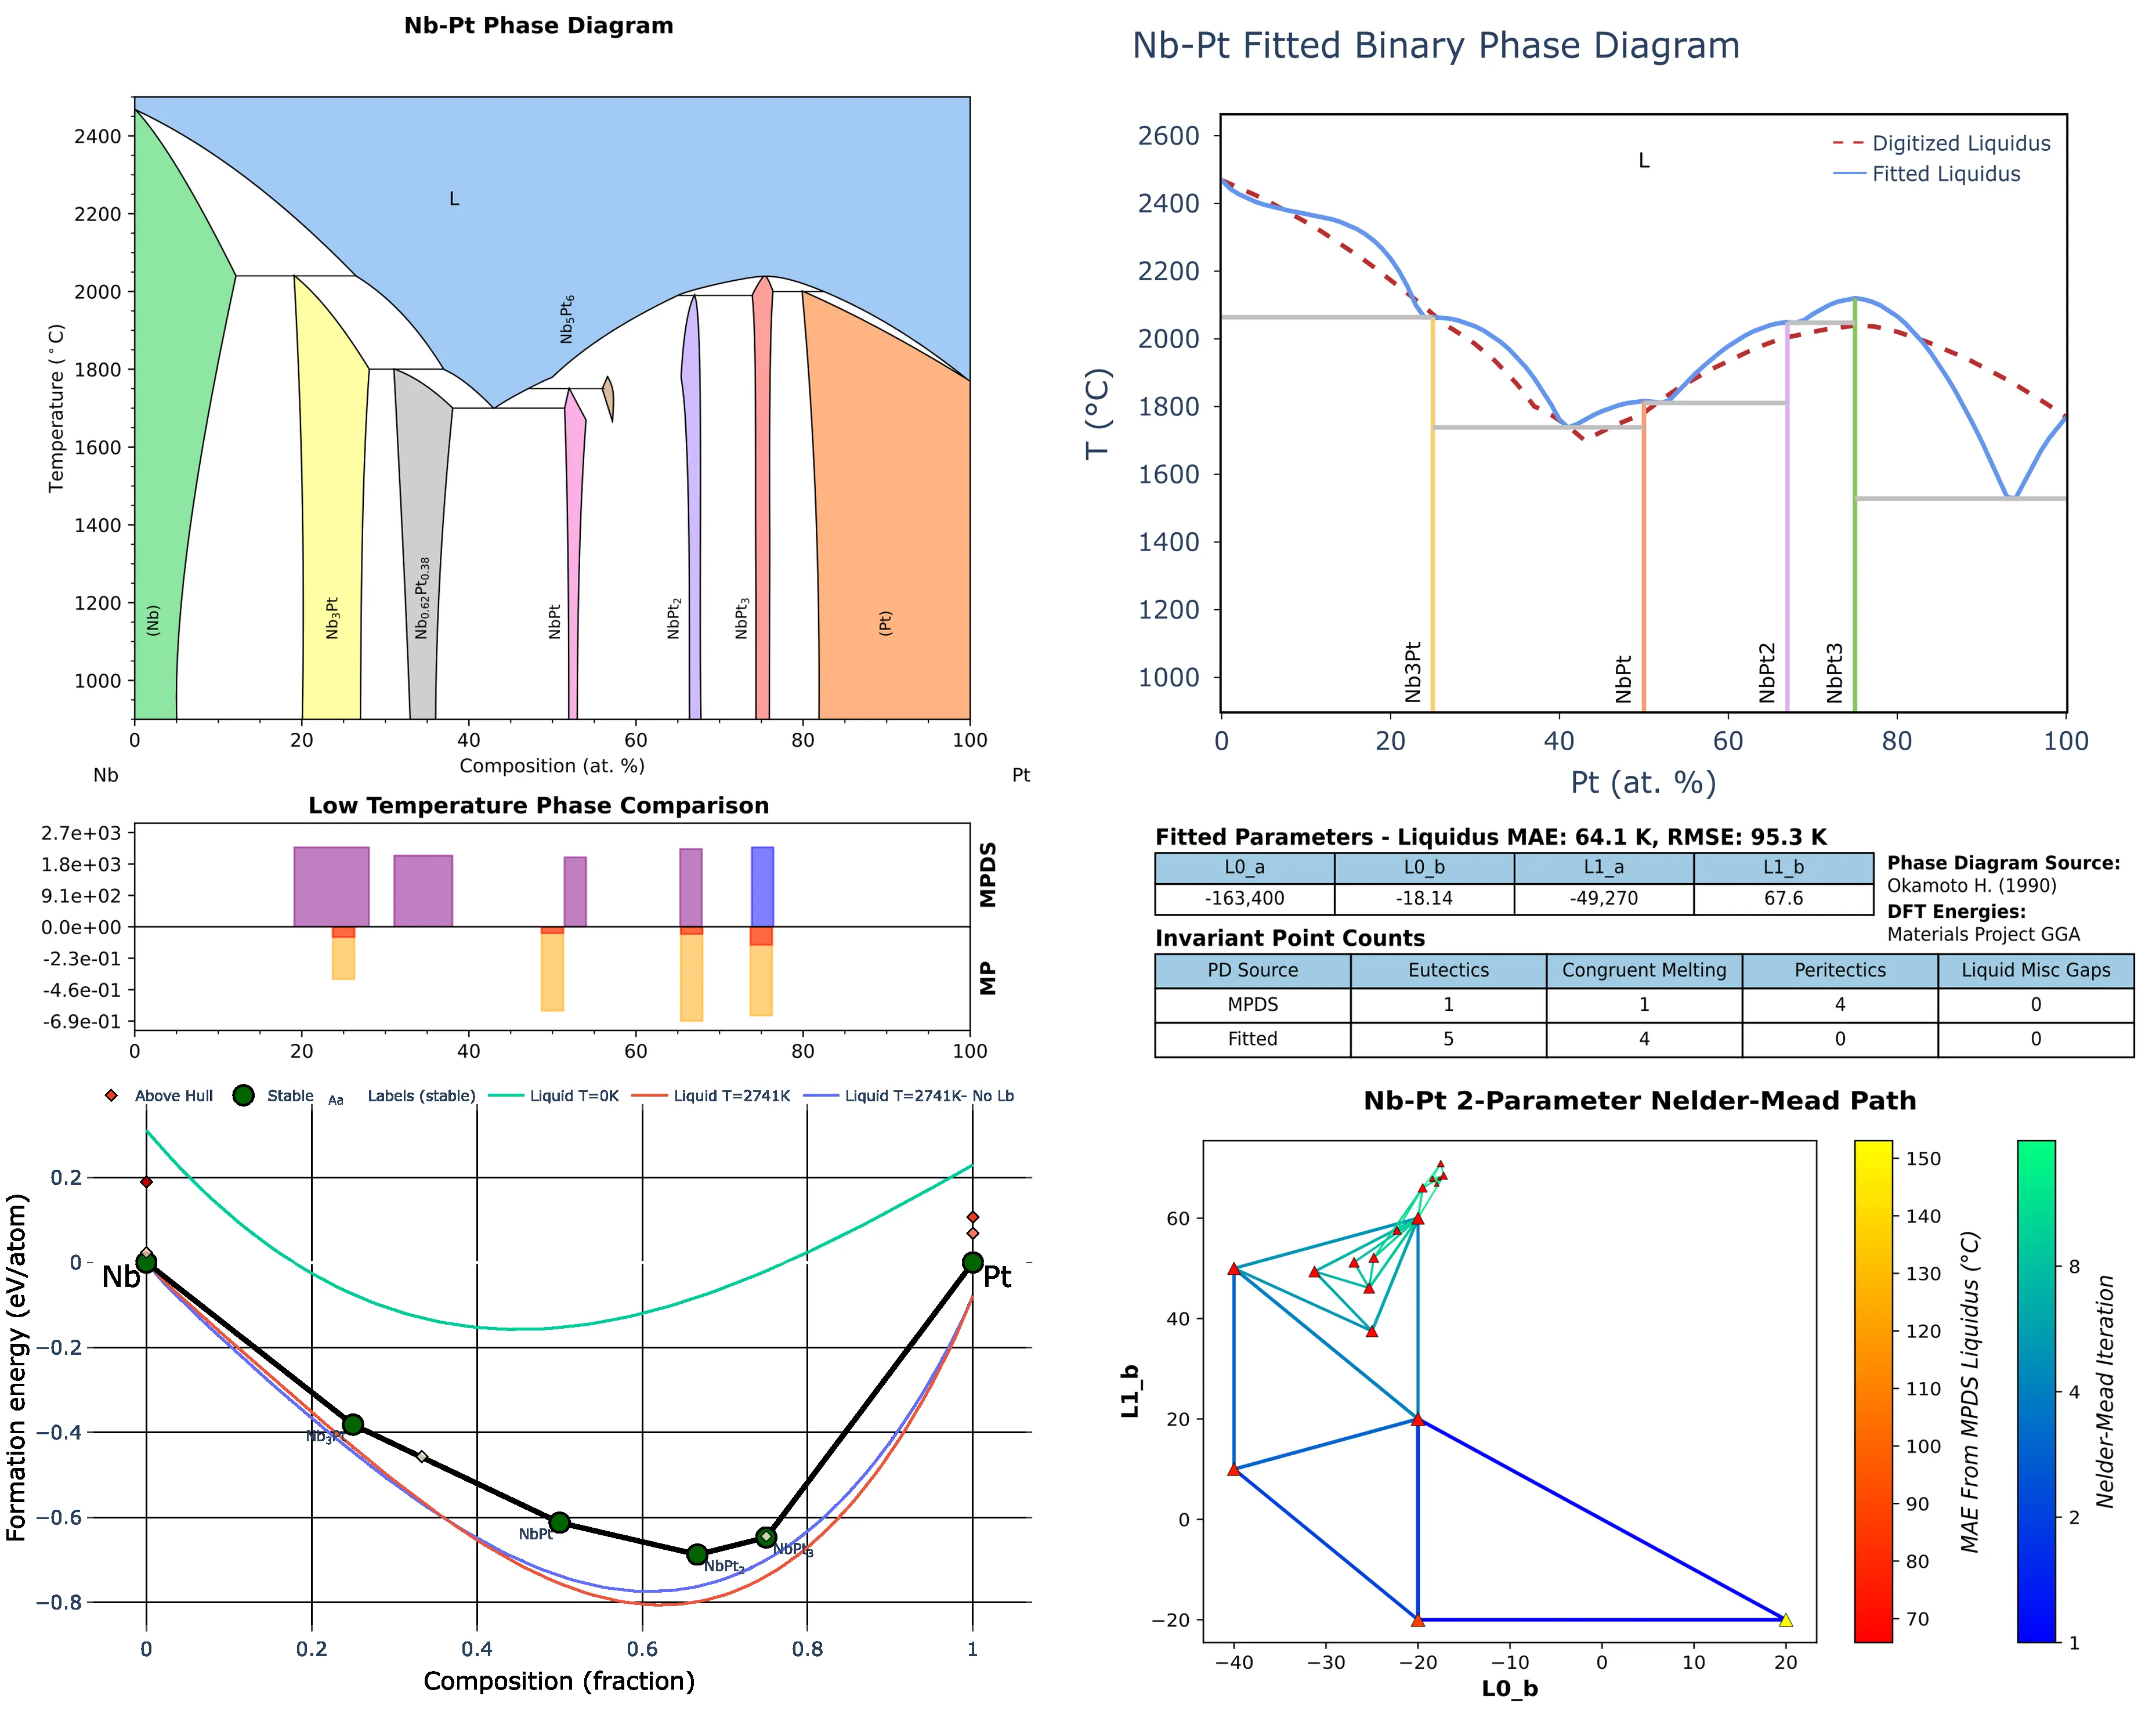 Nb-Pt Phase Diagram
Temperature (°C)
2400
2200
2000
1800
1600
1400
1200
1000
L
(Nb)
Nb3Pt
Nb0.62Pt0.38
NbPt
Nb5Pt6
NbPt2
NbPt3
(Pt)
0 20 40 60 80 100
Composition (at. %)
Nb Pt
Nb-Pt Fitted Binary Phase Diagram
T (°C)
2600
2400
2200
2000
1800
1600
1400
1200
1000
L
Digitized Liquidus
Fitted Liquidus
Nb3Pt
NbPt
NbPt2
NbPt3
0 20 40 60 80 100
Pt (at. %)
Low Temperature Phase Comparison
2.7e+03
1.8e+03
9.1e+02
0.0e+00
-2.3e-01
-4.6e-01
-6.9e-01
MPDS
MP
0 20 40 60 80 100
Fitted Parameters - Liquidus MAE: 64.1 K, RMSE: 95.3 K
L0_a L0_b L1_a L1_b
-163,400 -18.14 -49,270 67.6
Phase Diagram Source:
Okamoto H. (1990)
DFT Energies:
Materials Project GGA
Invariant Point Counts
PD Source Eutectics Congruent Melting Peritectics Liquid Misc Gaps
MPDS 1 1 4 0
Fitted 5 4 0 0
Above Hull Stable Aa Labels (stable) Liquid T=0K Liquid T=2741K Liquid T=2741K- No Lb
Formation energy (eV/atom)
0.2
0
−0.2
−0.4
−0.6
−0.8
Nb
Nb3Pt
NbPt
NbPt2
NbPt3
Pt
0 0.2 0.4 0.6 0.8 1
Composition (fraction)
Nb-Pt 2-Parameter Nelder-Mead Path
L1_b
60
40
20
0
−20
−40 −30 −20 −10 0 10 20
L0_b
150
140
130
120
110
100
90
80
70
MAE From MPDS Liquidus (°C)
8
4
2
1
Nelder-Mead Iteration